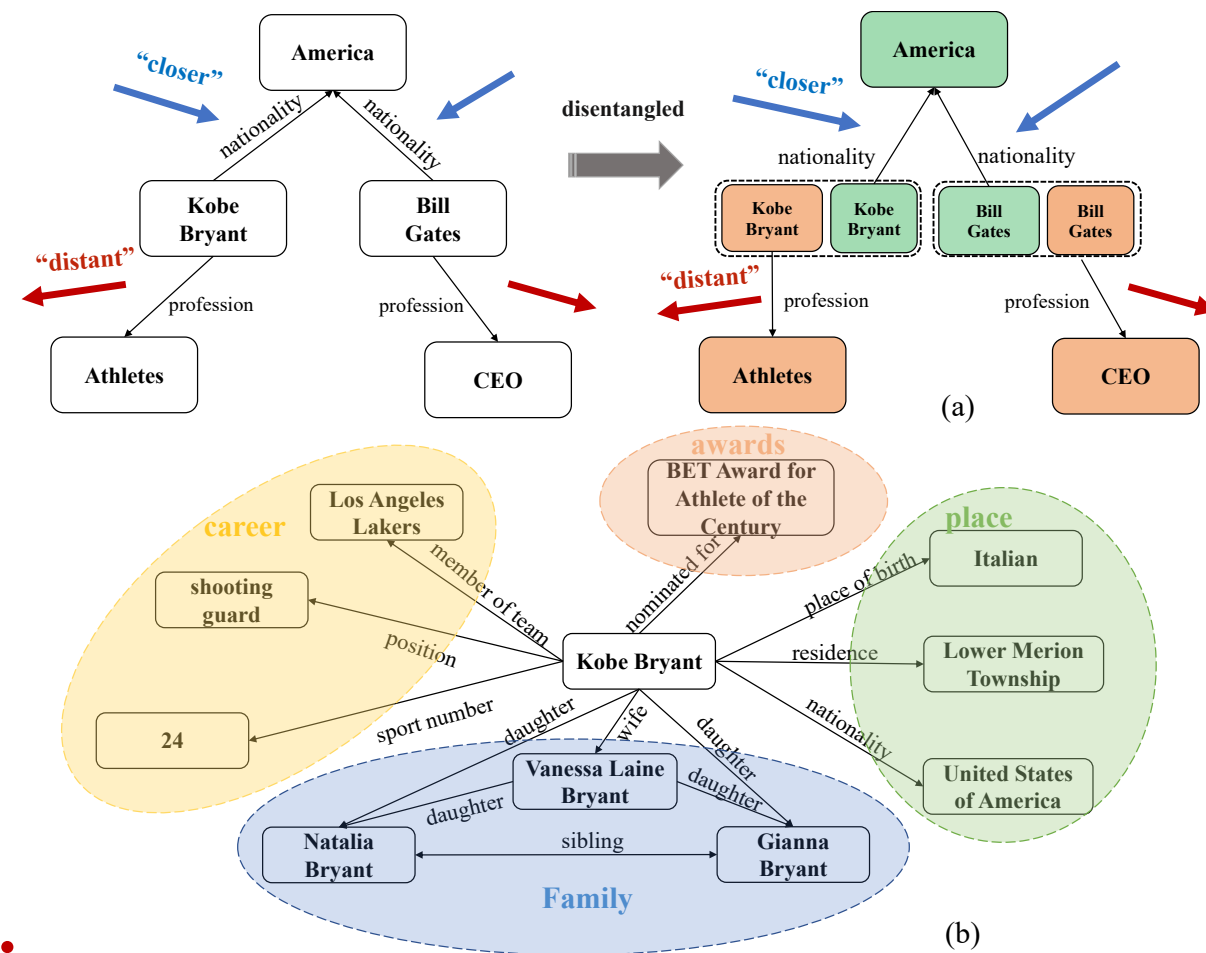 America
“closer”
nationality
nationality
Kobe
Bryant
Bill
Gates
“distant”
profession
profession
Athletes
CEO
disentangled
America
“closer”
nationality
nationality
Kobe
Bryant
Kobe
Bryant
Bill
Gates
Bill
Gates
“distant”
profession
profession
Athletes
CEO
(a)
career
Los Angeles
Lakers
shooting
guard
24
member of team
position
sport number
awards
BET Award for
Athlete of the
Century
nominated for
Kobe Bryant
place
Italian
Lower Merion
Township
United States
of America
place of birth
residence
nationality
daughter
wife
daughter
Vanessa Laine
Bryant
daughter
daughter
Natalia
Bryant
sibling
Gianna
Bryant
Family
(b)